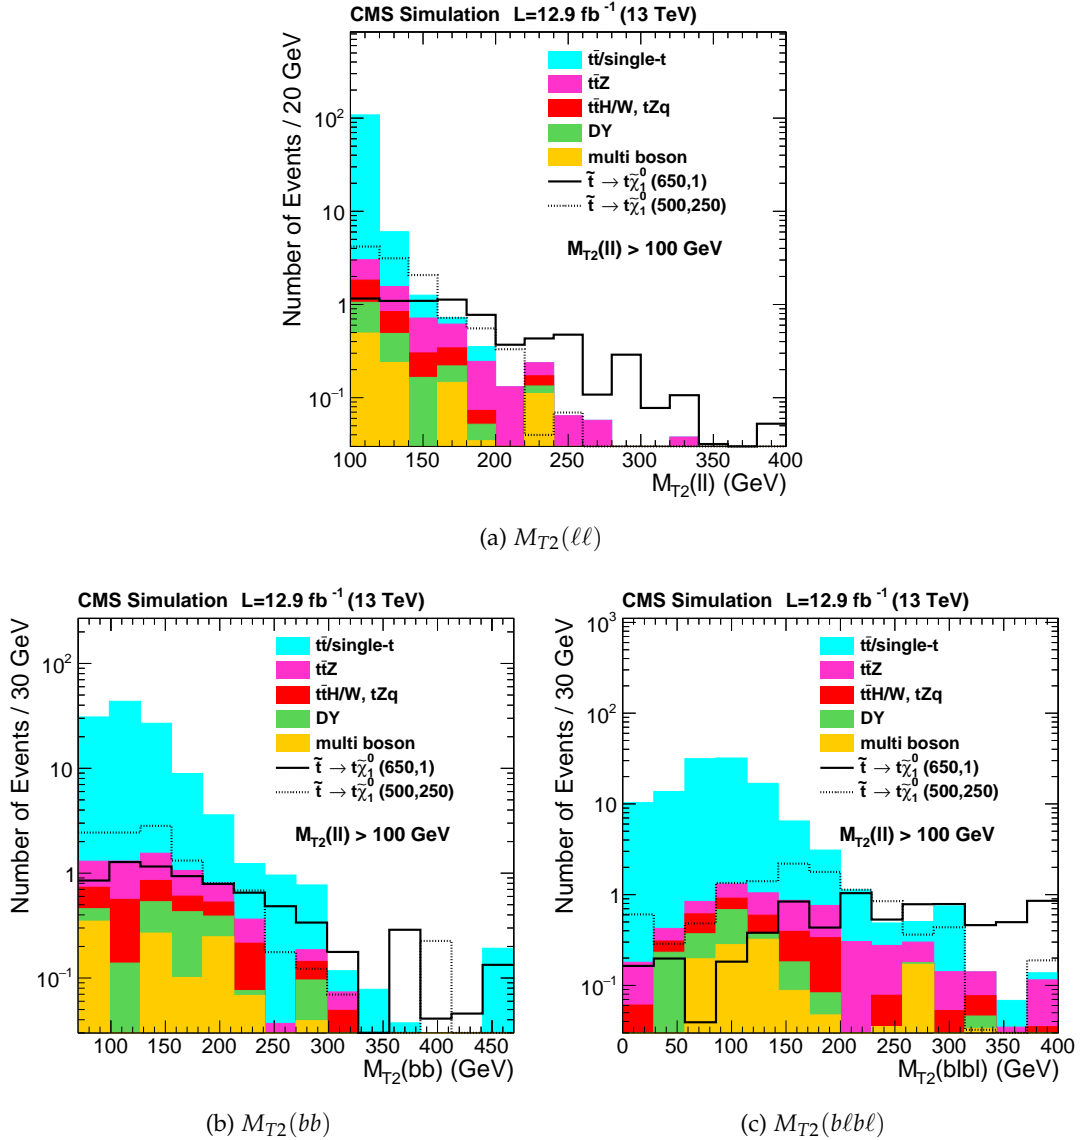 CMS Simulation L=12.9 fb⁻¹ (13 TeV)
Number of Events / 20 GeV
10²
10
1
10⁻¹
tt̄/single-t
tt̄Z
tt̄H/W, tZq
DY
multi boson
t̃ → tχ̃₁⁰ (650,1)
t̃ → tχ̃₁⁰ (500,250)
M_T2(ll) > 100 GeV
100 150 200 250 300 350 400
M_T2(ll) (GeV)
(a) M_T2(ℓℓ)
CMS Simulation L=12.9 fb⁻¹ (13 TeV)
Number of Events / 30 GeV
10²
10
1
10⁻¹
tt̄/single-t
tt̄Z
tt̄H/W, tZq
DY
multi boson
t̃ → tχ̃₁⁰ (650,1)
t̃ → tχ̃₁⁰ (500,250)
M_T2(ll) > 100 GeV
100 150 200 250 300 350 400 450
M_T2(bb) (GeV)
(b) M_T2(bb)
CMS Simulation L=12.9 fb⁻¹ (13 TeV)
Number of Events / 30 GeV
10³
10²
10
1
10⁻¹
tt̄/single-t
tt̄Z
tt̄H/W, tZq
DY
multi boson
t̃ → tχ̃₁⁰ (650,1)
t̃ → tχ̃₁⁰ (500,250)
M_T2(ll) > 100 GeV
0 50 100 150 200 250 300 350 400
M_T2(blbl) (GeV)
(c) M_T2(bℓbℓ)